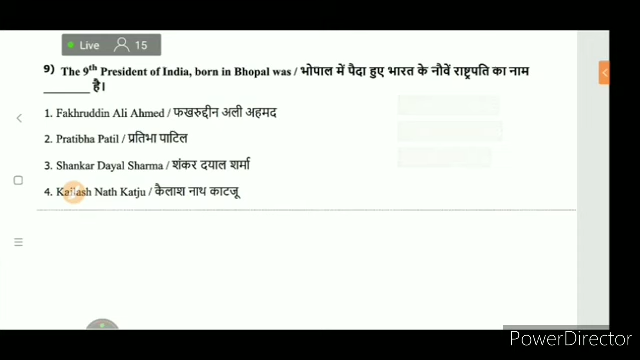 Live 15
9) The 9th President of India, born in Bhopal was / भोपाल में पैदा हुए भारत के नौवें राष्ट्रपति का नाम
_______ है।
1. Fakhruddin Ali Ahmed / फखरुद्दीन अली अहमद
2. Pratibha Patil / प्रतिभा पाटिल
3. Shankar Dayal Sharma / शंकर दयाल शर्मा
4. Kailash Nath Katju / कैलाश नाथ काटजू
PowerDirector